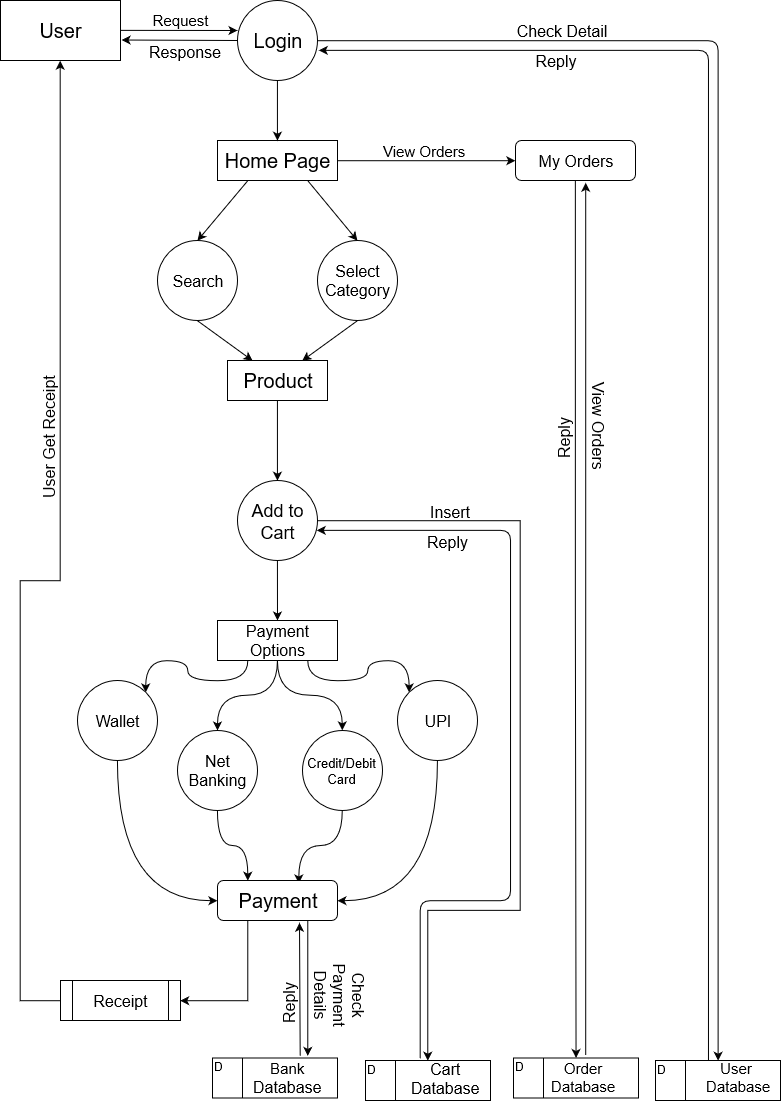 User
Request
Response
Login
Check Detail
Reply
Home Page
View Orders
My Orders
Search
Select
Category
Product
User Get Receipt
Reply
View Orders
Add to
Cart
Insert
Reply
Payment
Options
Wallet
Net
Banking
Credit/Debit
Card
UPI
Payment
Receipt
Reply
Check
Payment
Details
D
Bank
Database
D
Cart
Database
D
Order
Database
D
User
Database